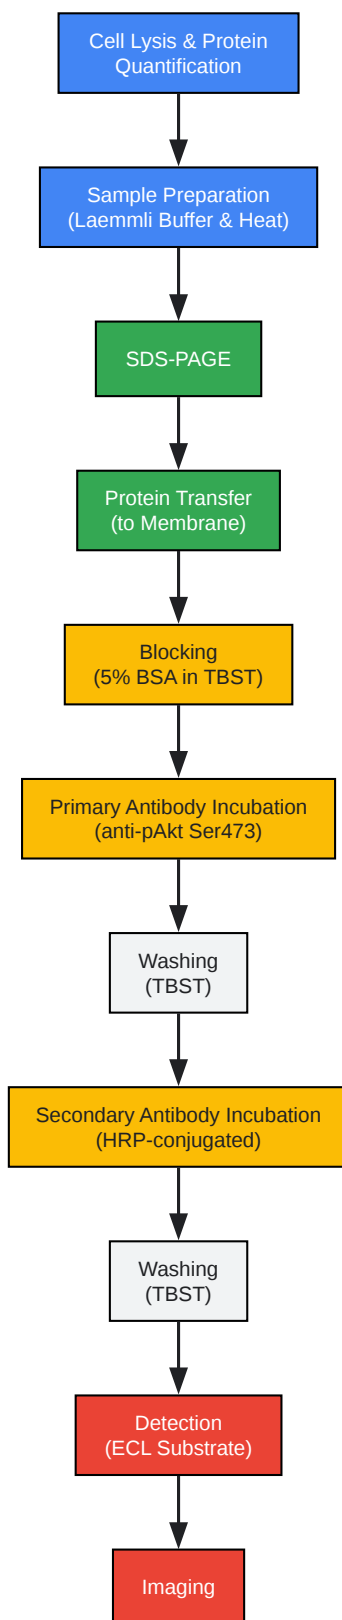 Cell Lysis & Protein
Quantification
Sample Preparation
(Laemmli Buffer & Heat)
SDS-PAGE
Protein Transfer
(to Membrane)
Blocking
(5% BSA in TBST)
Primary Antibody Incubation
(anti-pAkt Ser473)
Washing
(TBST)
Secondary Antibody Incubation
(HRP-conjugated)
Washing
(TBST)
Detection
(ECL Substrate)
Imaging